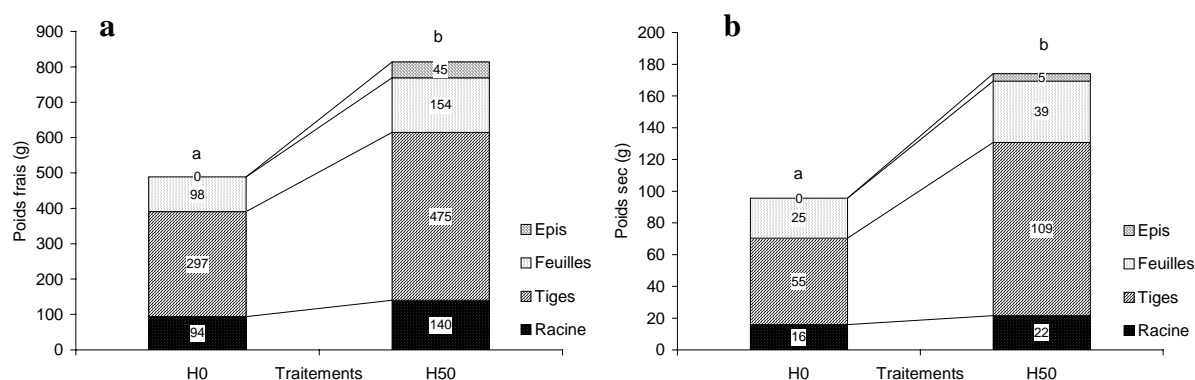 a
Poids frais (g)
900
800
700
600
500
400
300
200
100
0
a
0
98
297
94
b
45
154
475
140
H0 Traitements H50
Epis
Feuilles
Tiges
Racine
b
Poids sec (g)
200
180
160
140
120
100
80
60
40
20
0
a
0
25
55
16
b
5
39
109
22
H0 Traitements H50
Epis
Feuilles
Tiges
Racine